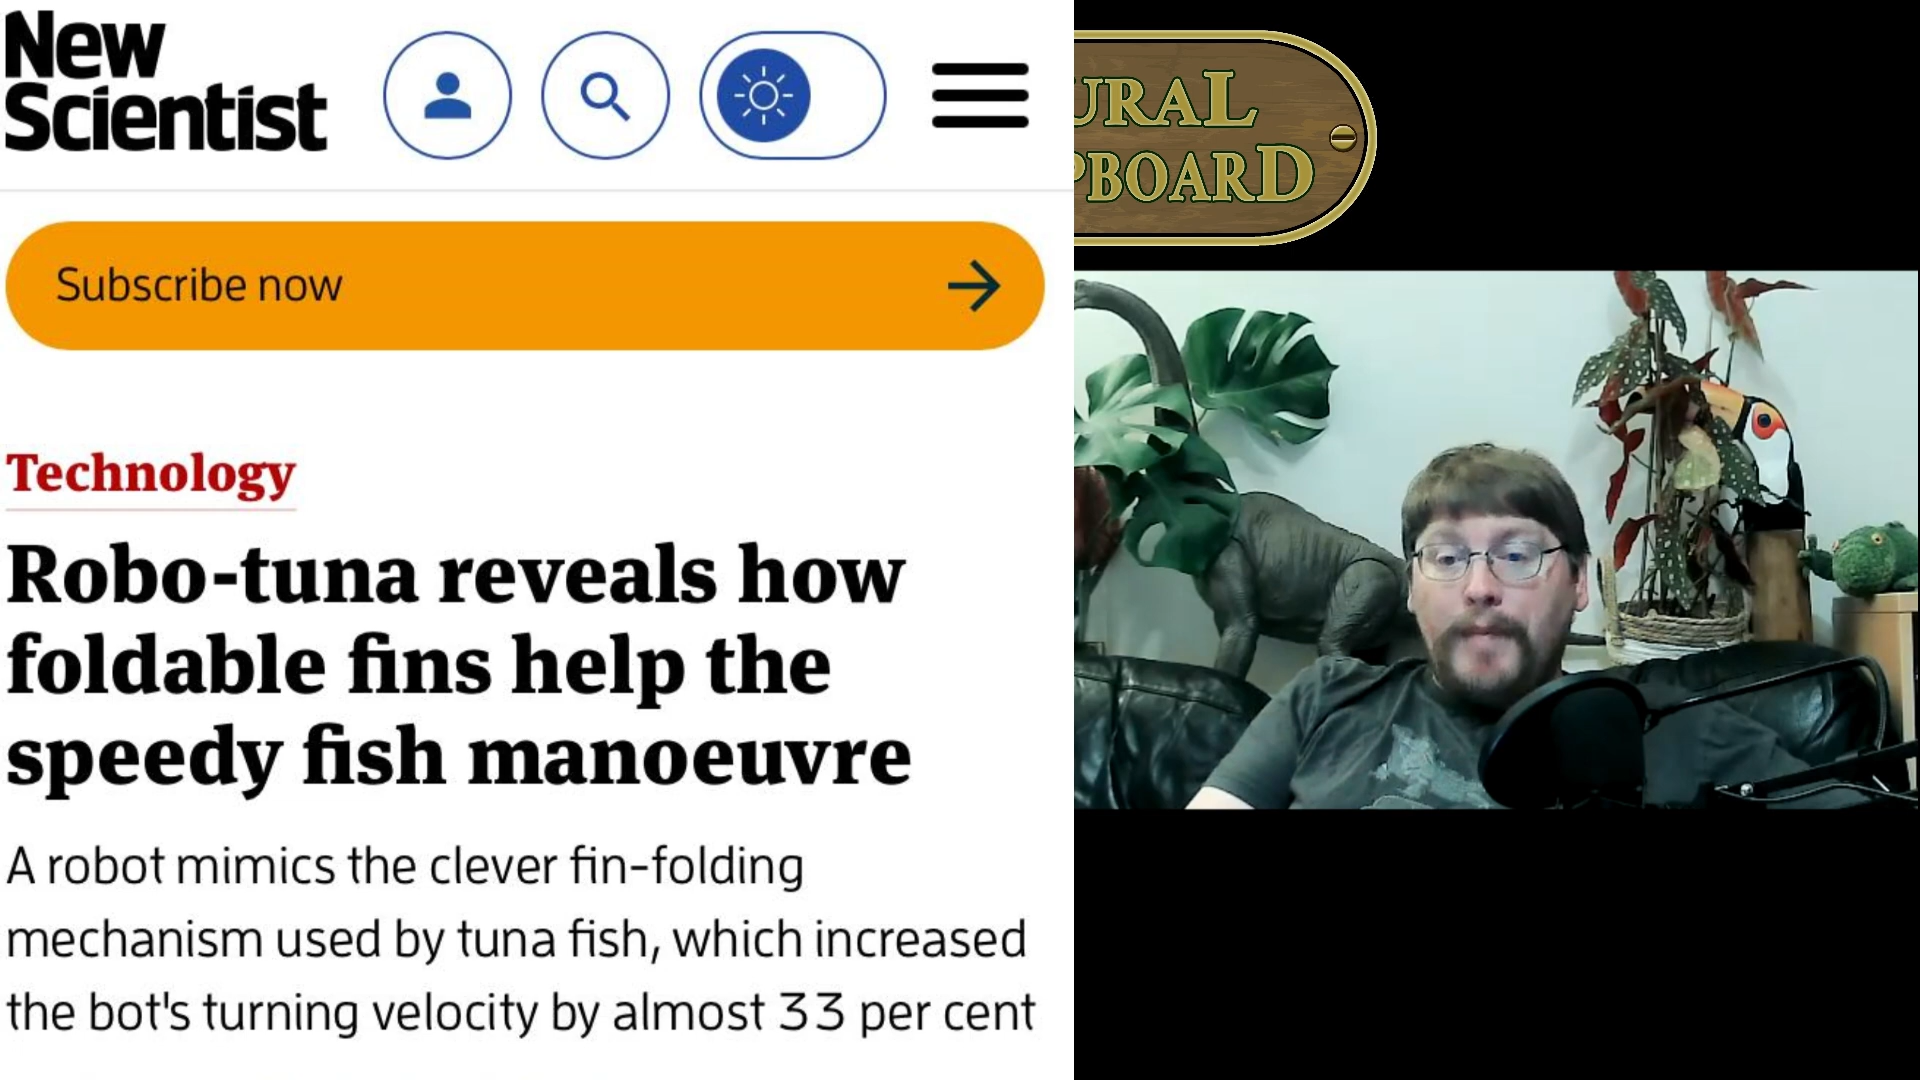 New
Scientist
Subscribe now
Technology
Robo-tuna reveals how
foldable fins help the
speedy fish manoeuvre
A robot mimics the clever fin-folding
mechanism used by tuna fish, which increased
the bot's turning velocity by almost 33 per cent
URAL
PBOARD